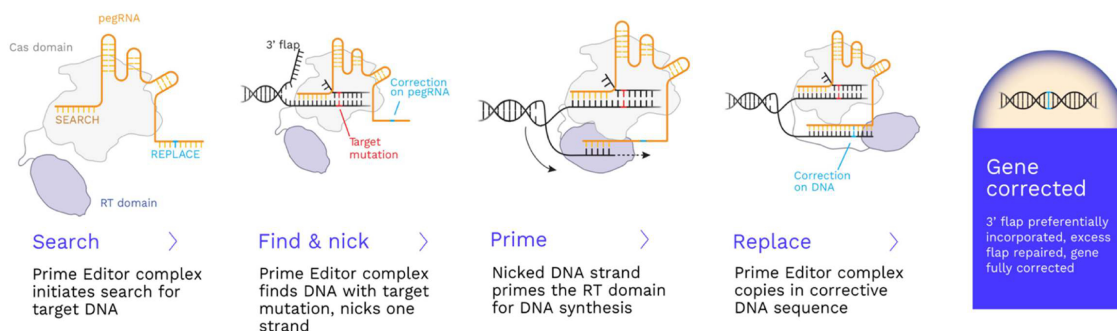 pegRNA
Cas domain
SEARCH
REPLACE
RT domain
Search
Prime Editor complex
initiates search for
target DNA
3' flap
Correction
on pegRNA
Target
mutation
Find & nick
Prime Editor complex
finds DNA with target
mutation, nicks one
strand
Prime
Nicked DNA strand
primes the RT domain
for DNA synthesis
Correction
on DNA
Replace
Prime Editor complex
copies in corrective
DNA sequence
Gene
corrected
3' flap preferentially
incorporated, excess
flap repaired, gene
fully corrected